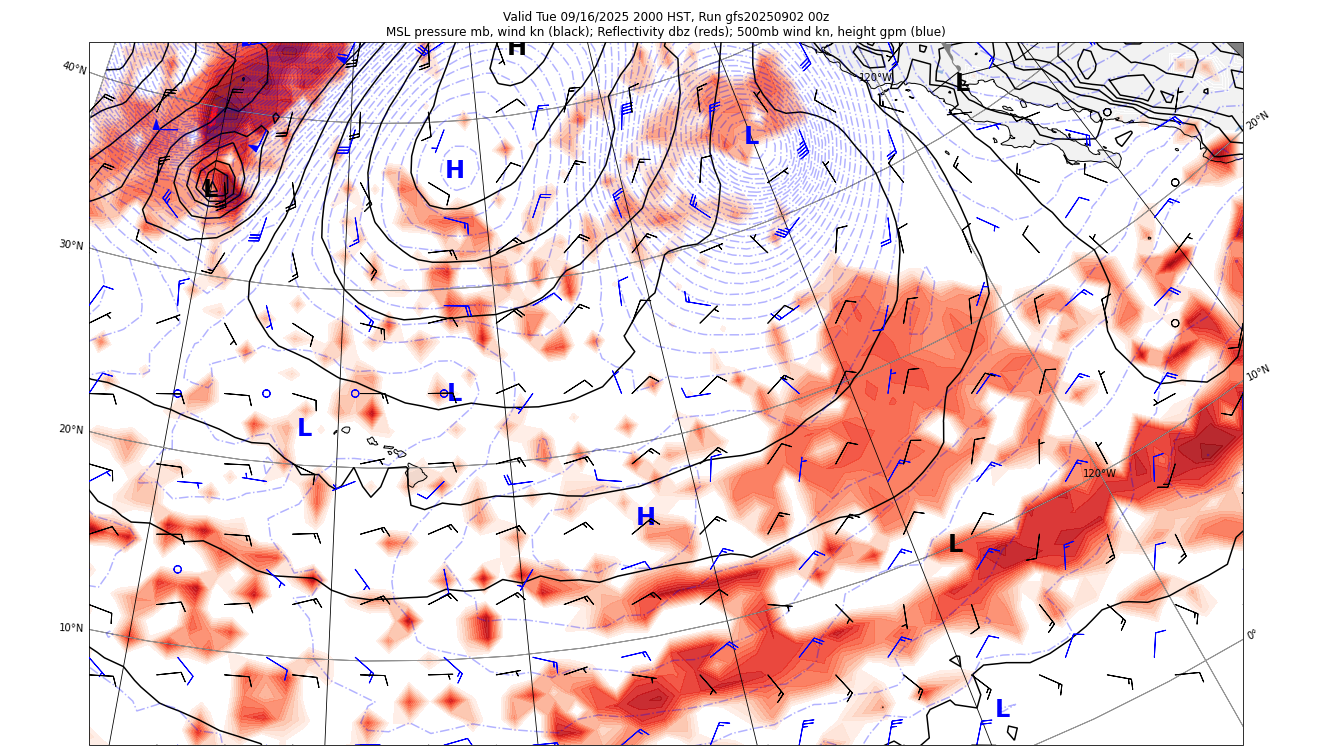 Valid Tue 09/16/2025 2000 HST, Run gfs20250902 00z
MSL pressure mb, wind kn (black); Reflectivity dbz (reds); 500mb wind kn, height gpm (blue)
H
40°N
120°W
L
20°N
L
H
L
30°N
10°N
L
L
20°N
120°W
H
L
10°N
0°
L